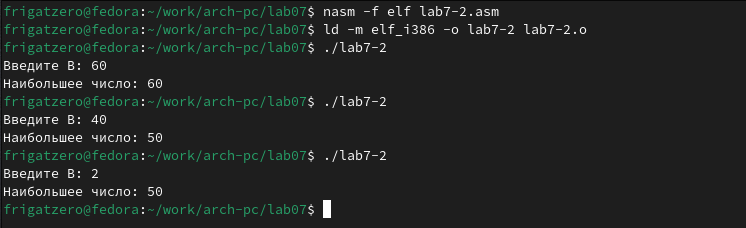 frigatzero@fedora:~/work/arch-pc/lab07$ nasm -f elf lab7-2.asm
frigatzero@fedora:~/work/arch-pc/lab07$ ld -m elf_i386 -o lab7-2 lab7-2.o
frigatzero@fedora:~/work/arch-pc/lab07$ ./lab7-2
Введите B: 60
Наибольшее число: 60
frigatzero@fedora:~/work/arch-pc/lab07$ ./lab7-2
Введите B: 40
Наибольшее число: 50
frigatzero@fedora:~/work/arch-pc/lab07$ ./lab7-2
Введите B: 2
Наибольшее число: 50
frigatzero@fedora:~/work/arch-pc/lab07$